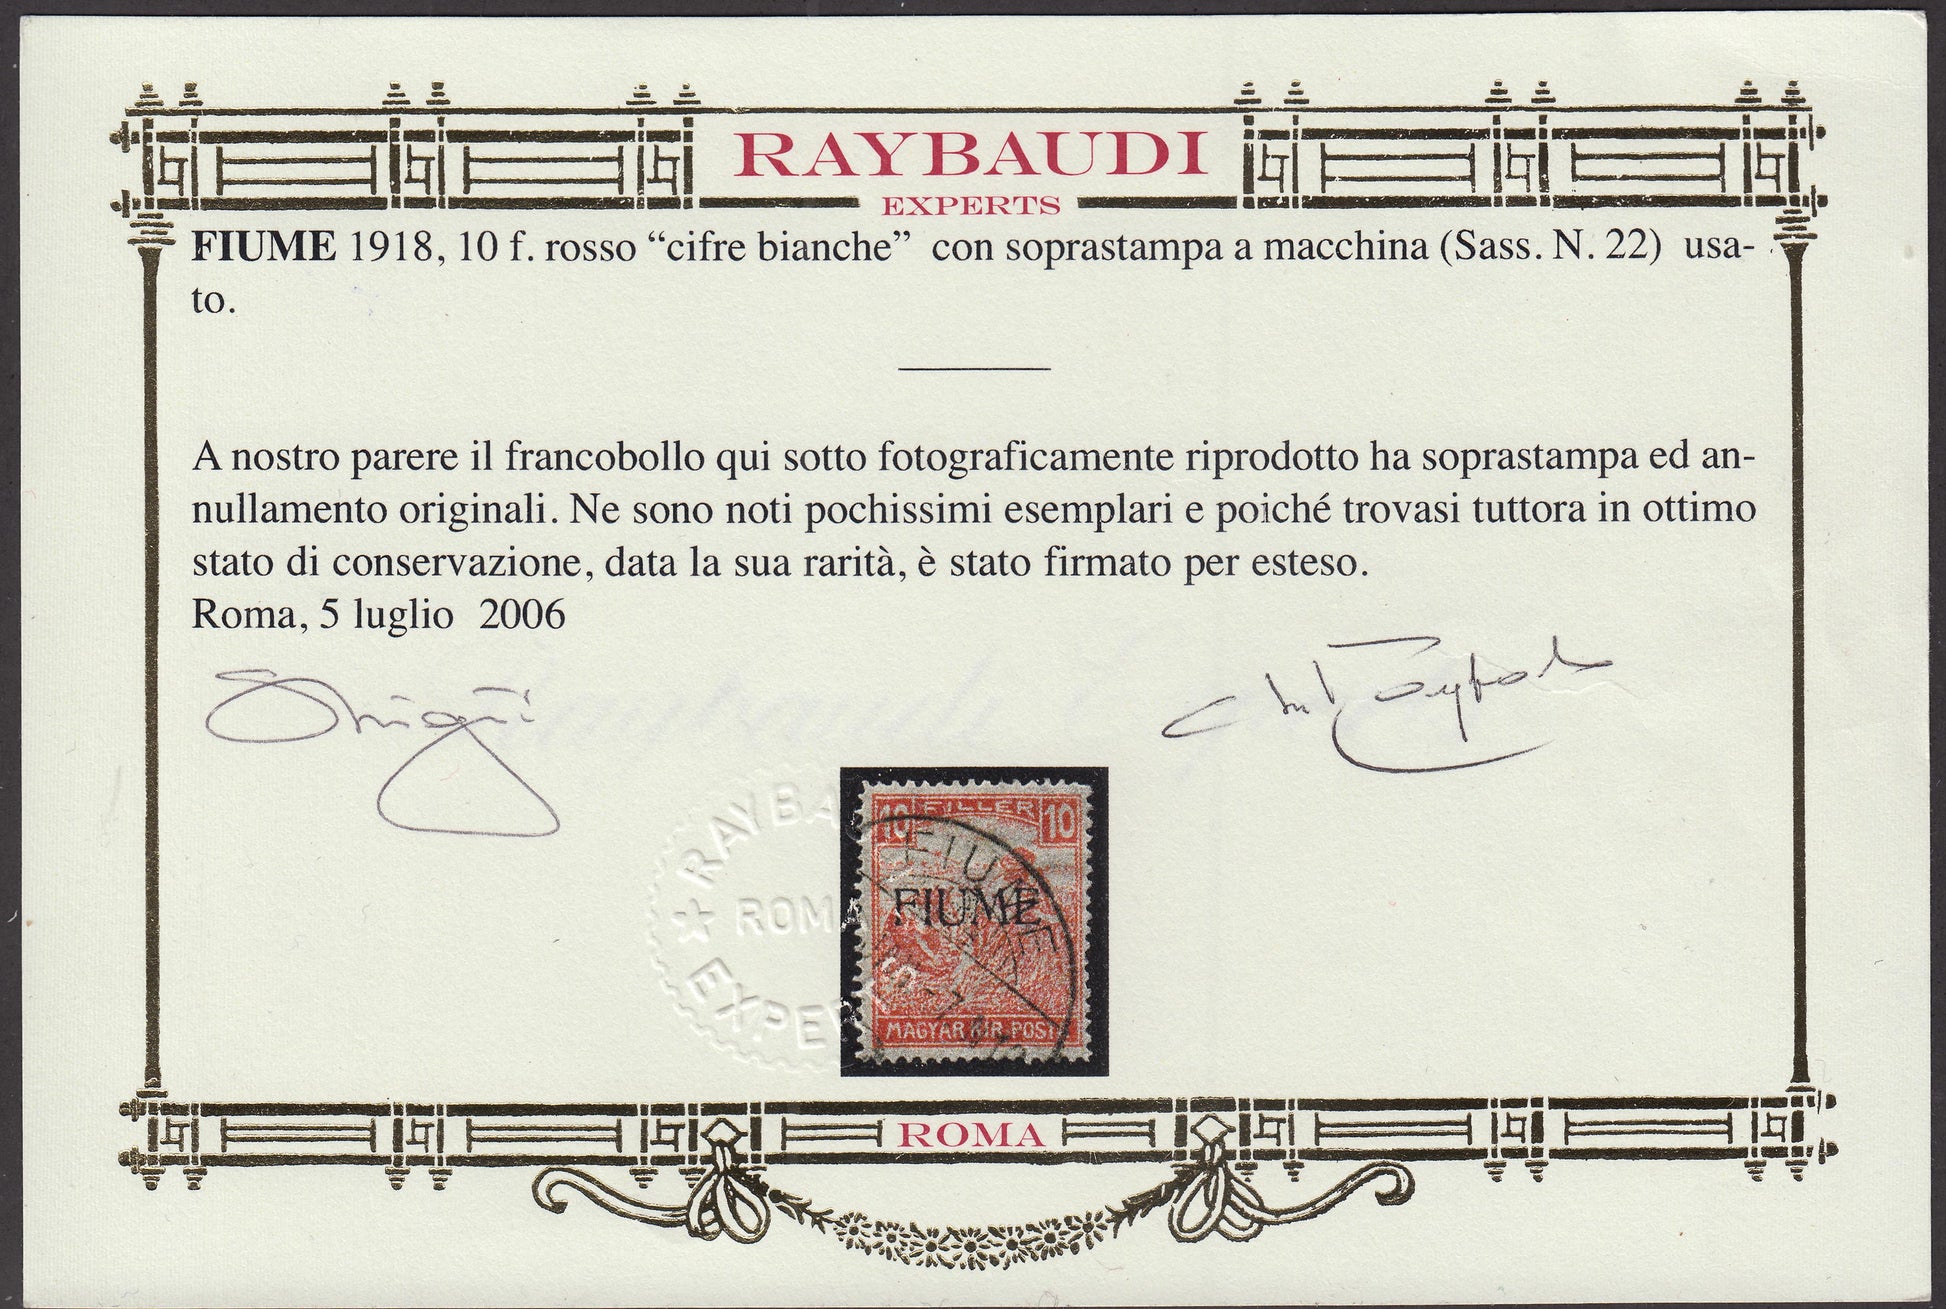 RAYBAUDI
EXPERTS
FIUME 1918, 10 f. rosso “cifre bianche” con soprastampa a macchina (Sass. N. 22) usa-
to.
A nostro parere il francobollo qui sotto fotograficamente riprodotto ha soprastampa ed an-
nullamento originali. Ne sono noti pochissimi esemplari e poiché trovasi tuttora in ottimo
stato di conservazione, data la sua rarità, è stato firmato per esteso.
Roma, 5 luglio 2006
RAYBA
ROMA
EXPERTS
10 FILLÉR 10
FIUME
FIUME
MAGYAR KIR. POSTA
ROMA